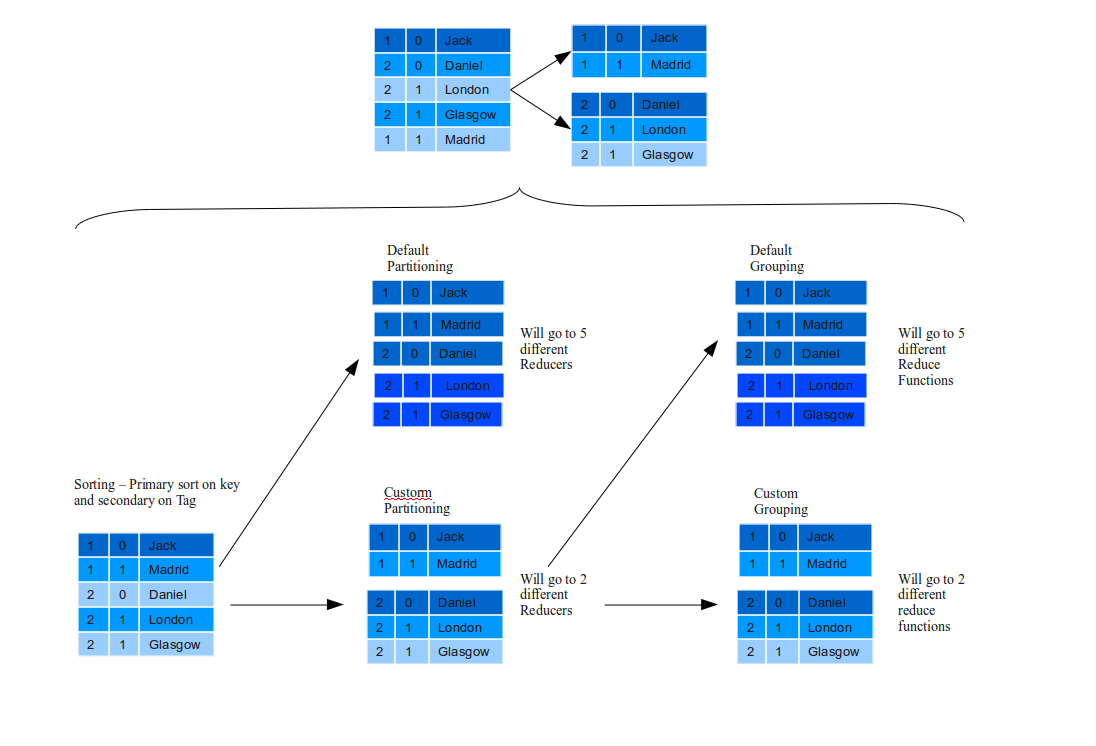 1 0 Jack
2 0 Daniel
2 1 London
2 1 Glasgow
1 1 Madrid
1 0 Jack
1 1 Madrid
2 0 Daniel
2 1 London
2 1 Glasgow
Default
Partitioning
1 0 Jack
1 1 Madrid
2 0 Daniel
2 1 London
2 1 Glasgow
Will go to 5
different
Reducers
Default
Grouping
1 0 Jack
1 1 Madrid
2 0 Daniel
2 1 London
2 1 Glasgow
Will go to 5
different
Reduce
Functions
Sorting – Primary sort on key
and secondary on Tag
1 0 Jack
1 1 Madrid
2 0 Daniel
2 1 London
2 1 Glasgow
Custom
Partitioning
1 0 Jack
1 1 Madrid
2 0 Daniel
2 1 London
2 1 Glasgow
Will go to 2
different
Reducers
Custom
Grouping
1 0 Jack
1 1 Madrid
2 0 Daniel
2 1 London
2 1 Glasgow
Will go to 2
different
reduce
functions